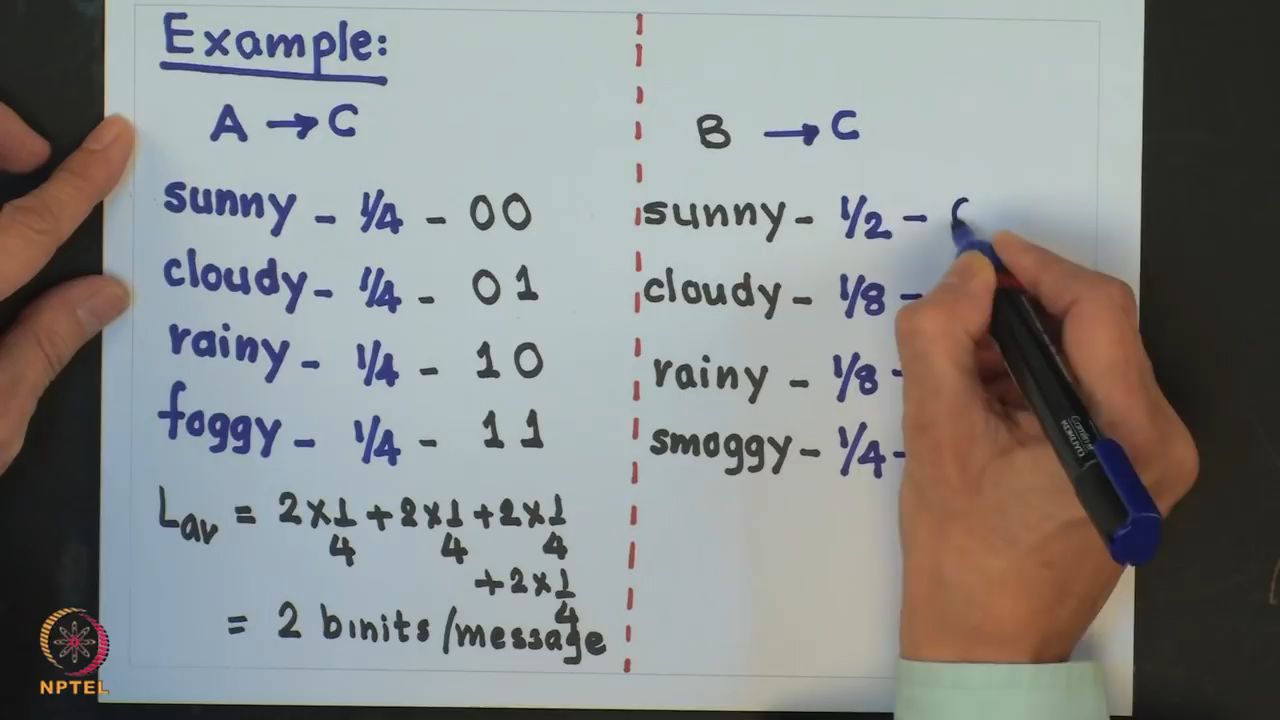 Example:
A → C
sunny - 1/4 - 00
cloudy - 1/4 - 01
rainy - 1/4 - 10
foggy - 1/4 - 11
Lav = 2×1/4 + 2×1/4 + 2×1/4
+ 2×1/4
= 2 binits/message
B → C
sunny - 1/2 -
cloudy - 1/8 -
rainy - 1/8 -
smoggy - 1/4 -
Camlin
KOKUYO
NPTEL